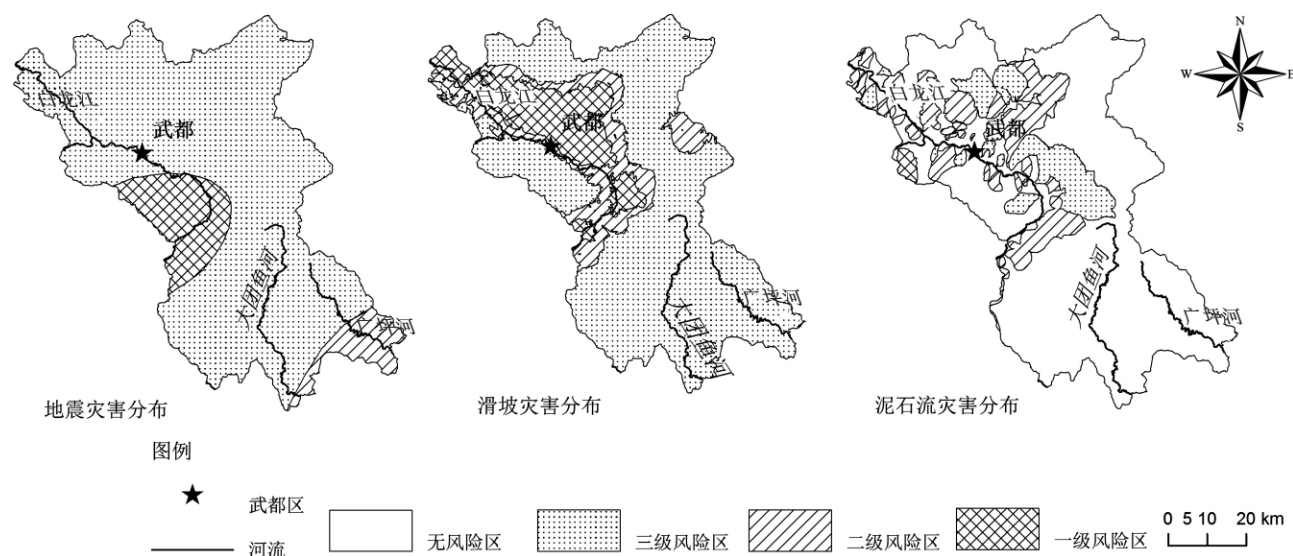 N
W
E
S
白龙江
武都
大团鱼河
广坪河
地震灾害分布
白龙江
武都
大团鱼河
广坪河
滑坡灾害分布
白龙江
武都
大团鱼河
广坪河
泥石流灾害分布
图例
武都区
河流
无风险区
三级风险区
二级风险区
一级风险区
0 5 10 20 km